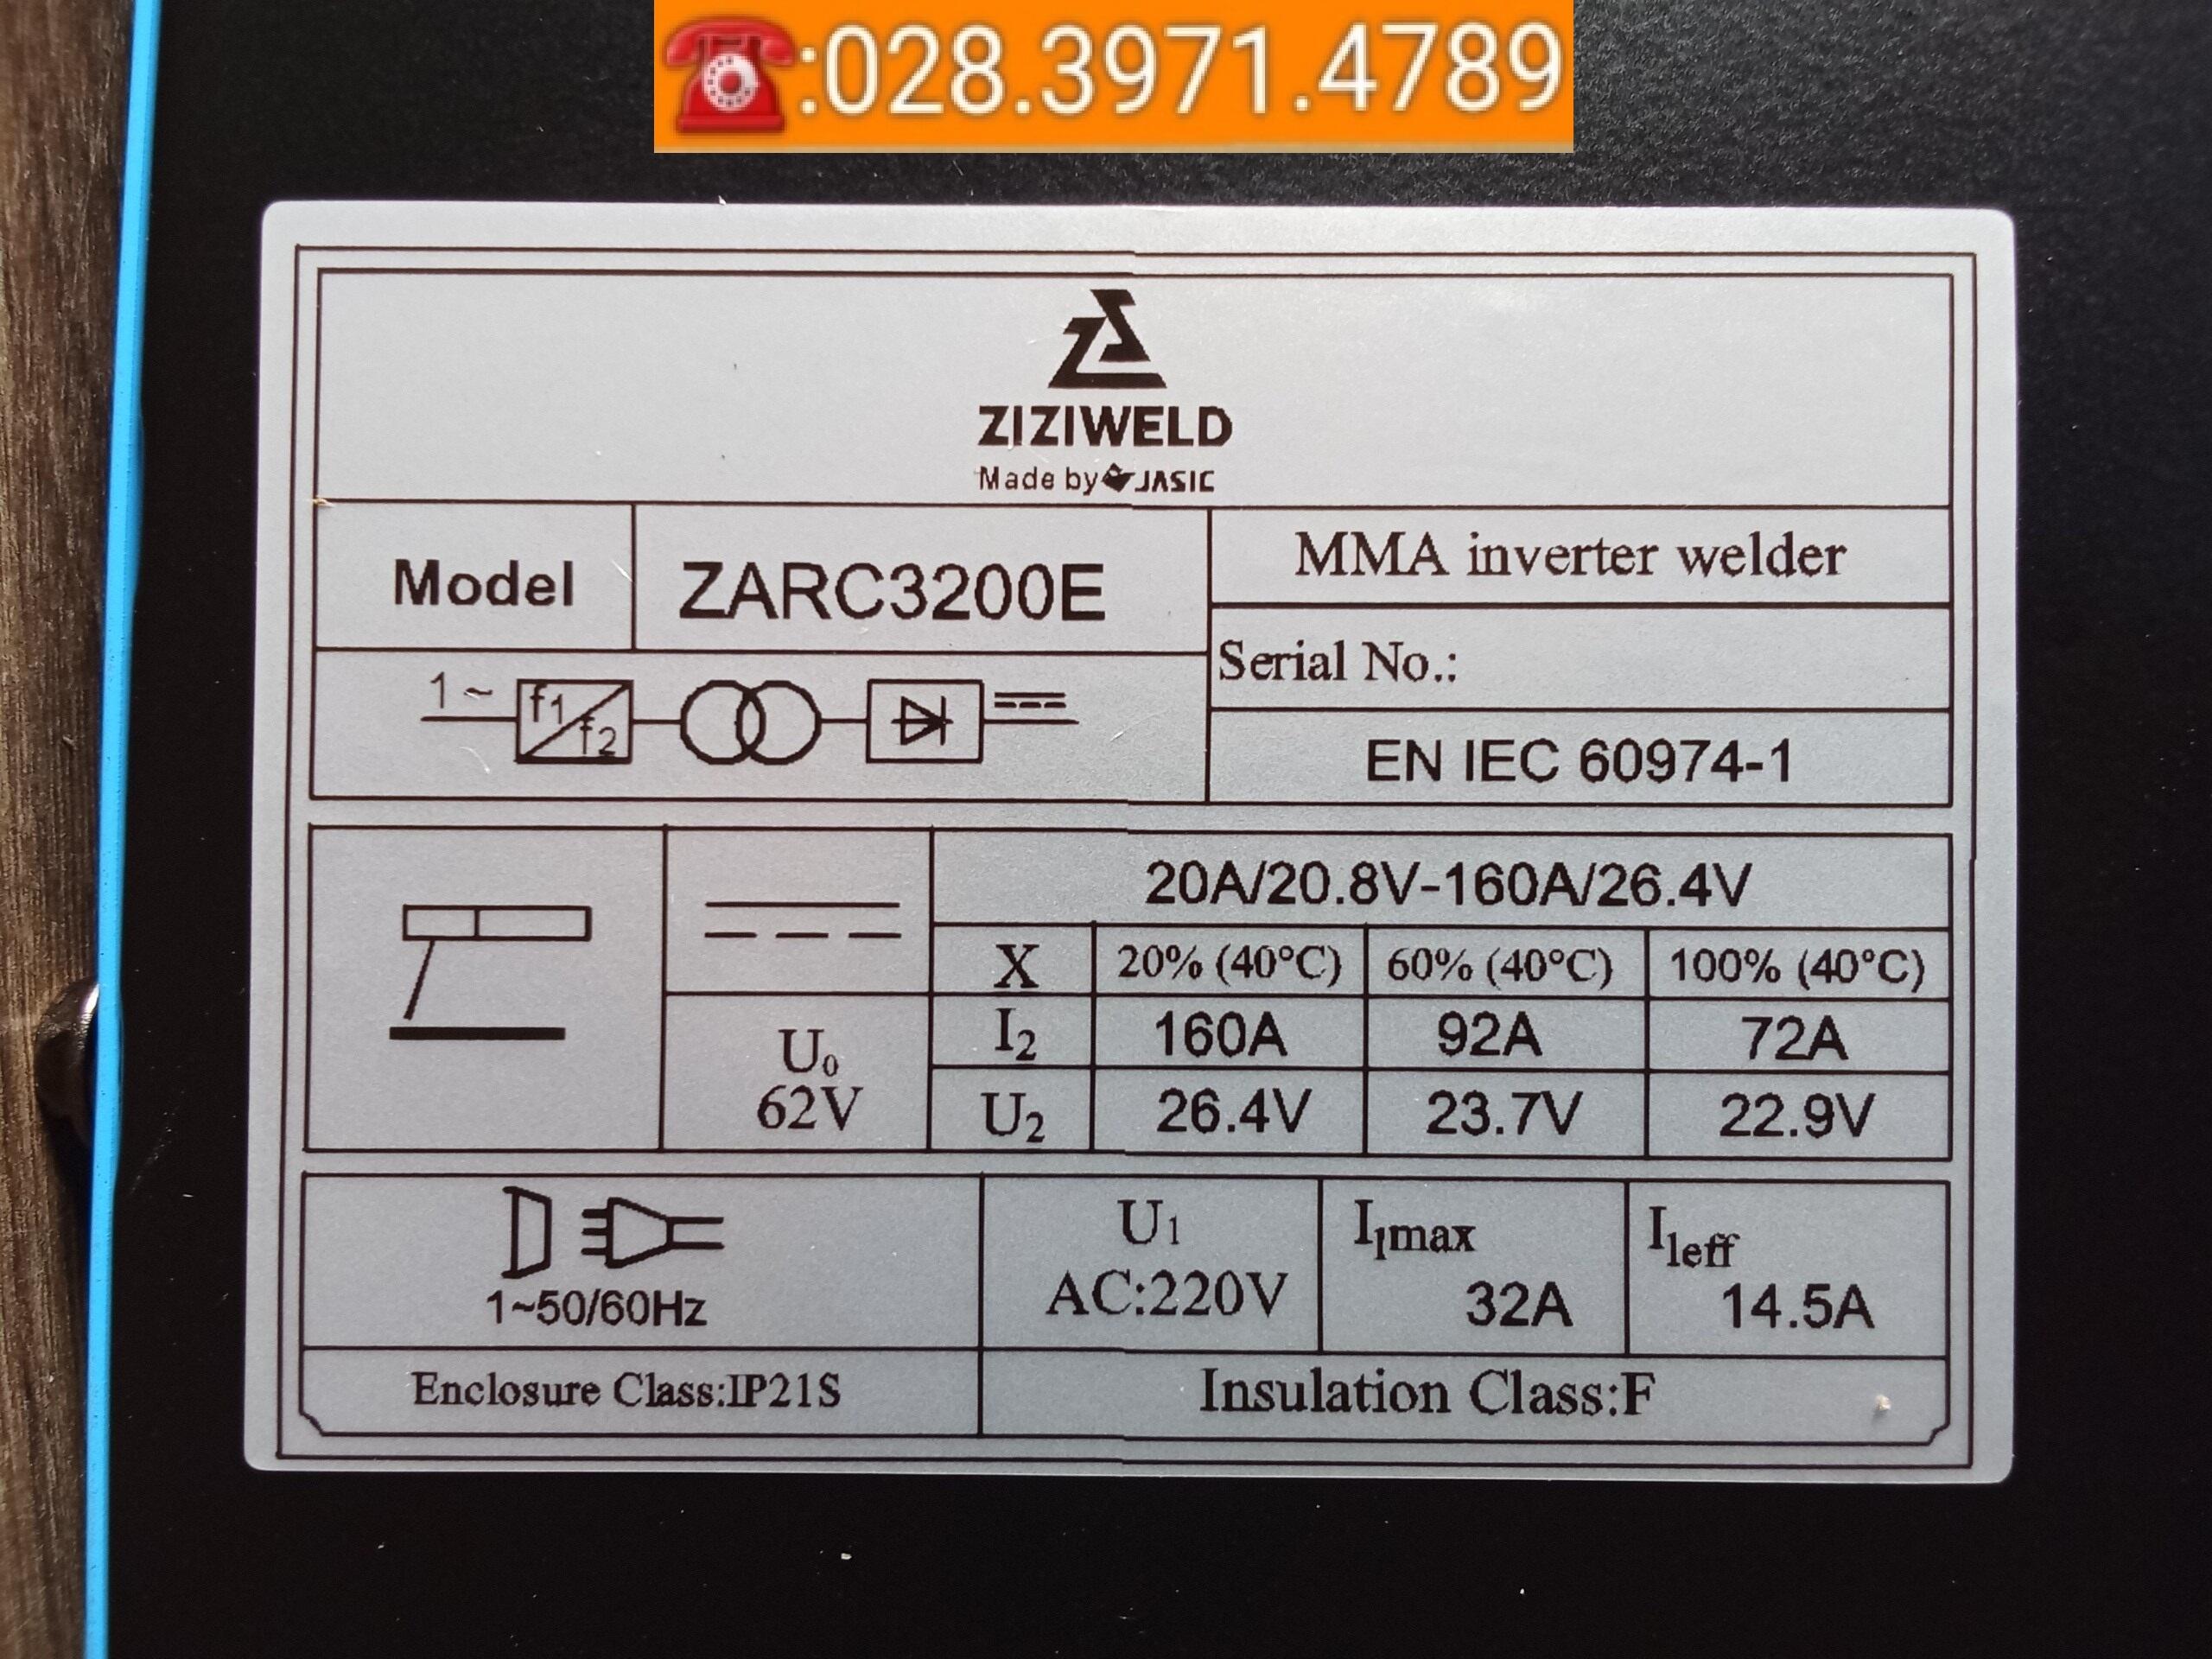 ☎:028.3971.4789
ZIZIWELD
Made by JASIC
Model ZARC3200E
MMA inverter welder
Serial No.:
EN IEC 60974-1
1~ f1 f2
20A/20.8V-160A/26.4V
X 20% (40°C) 60% (40°C) 100% (40°C)
I2 160A 92A 72A
U0 62V
U2 26.4V 23.7V 22.9V
1~50/60Hz
U1 AC:220V
I1max 32A
I1eff 14.5A
Enclosure Class:IP21S
Insulation Class:F